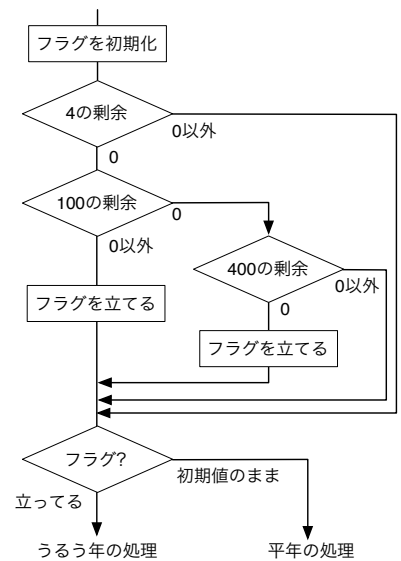 フラグを初期化
4の剰余
0以外
0
100の剰余
0
0以外
400の剰余
0以外
0
フラグを立てる
フラグを立てる
フラグ?
初期値のまま
立ってる
うるう年の処理
平年の処理